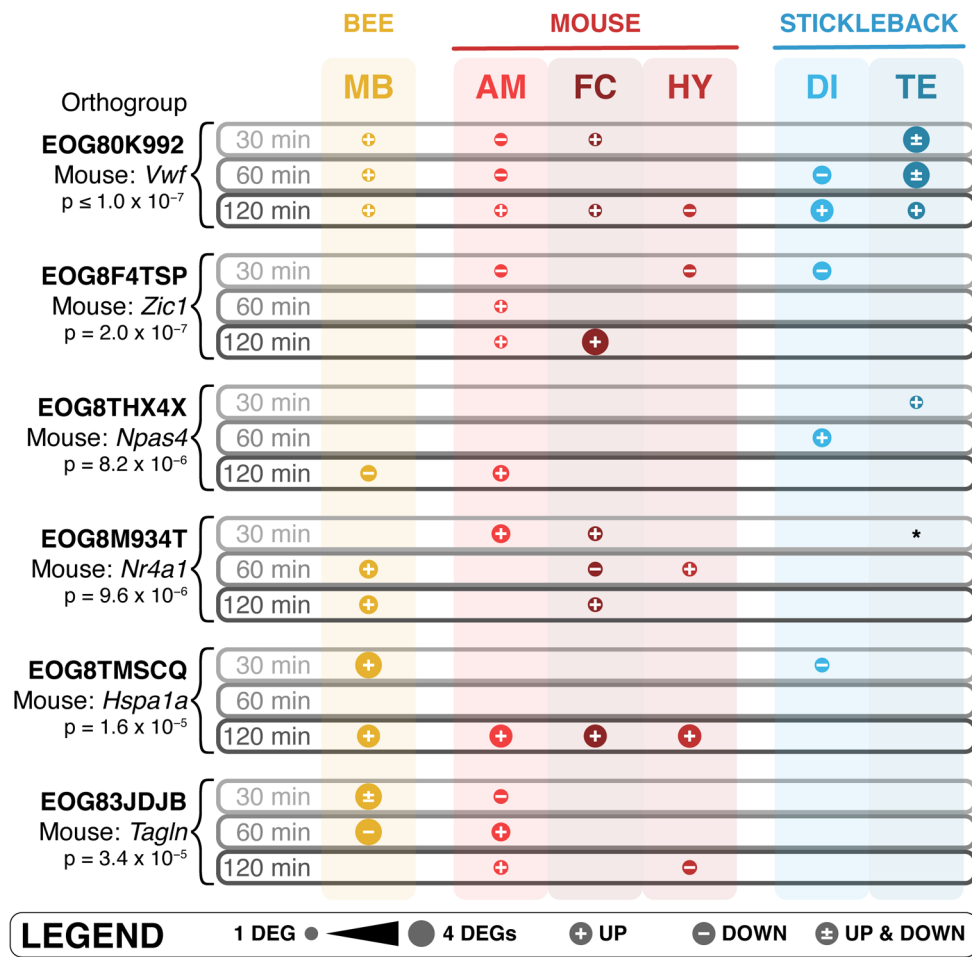 BEE MOUSE STICKLEBACK
Orthogroup MB AM FC HY DI TE
EOG80K992
Mouse: Vwf
p ≤ 1.0 x 10⁻⁷
30 min + − + ±
60 min + − − ±
120 min + + + − + +
EOG8F4TSP
Mouse: Zic1
p = 2.0 x 10⁻⁷
30 min − − −
60 min +
120 min + +
EOG8THX4X
Mouse: Npas4
p = 8.2 x 10⁻⁶
30 min +
60 min +
120 min − +
EOG8M934T
Mouse: Nr4a1
p = 9.6 x 10⁻⁶
30 min + + *
60 min + − +
120 min + +
EOG8TMSCQ
Mouse: Hspa1a
p = 1.6 x 10⁻⁵
30 min + −
60 min
120 min + + + +
EOG83JDJB
Mouse: Tagln
p = 3.4 x 10⁻⁵
30 min ± −
60 min − +
120 min + −
LEGEND 1 DEG 4 DEGs + UP − DOWN ± UP & DOWN